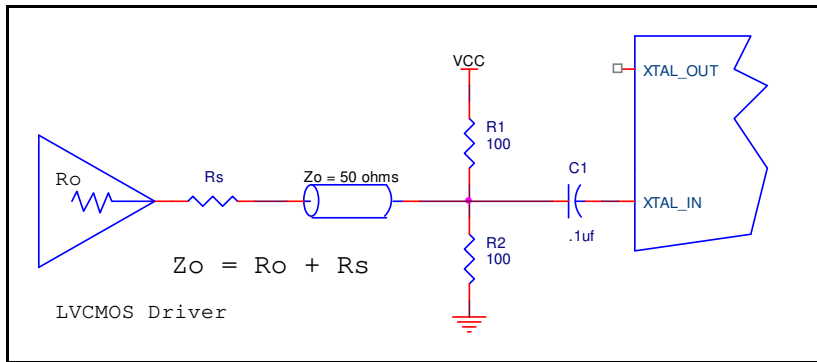 VCC
XTAL_OUT
R1
100
Ro
Rs
Zo = 50 ohms
C1
XTAL_IN
.1uf
R2
100
Zo = Ro + Rs
LVCMOS Driver